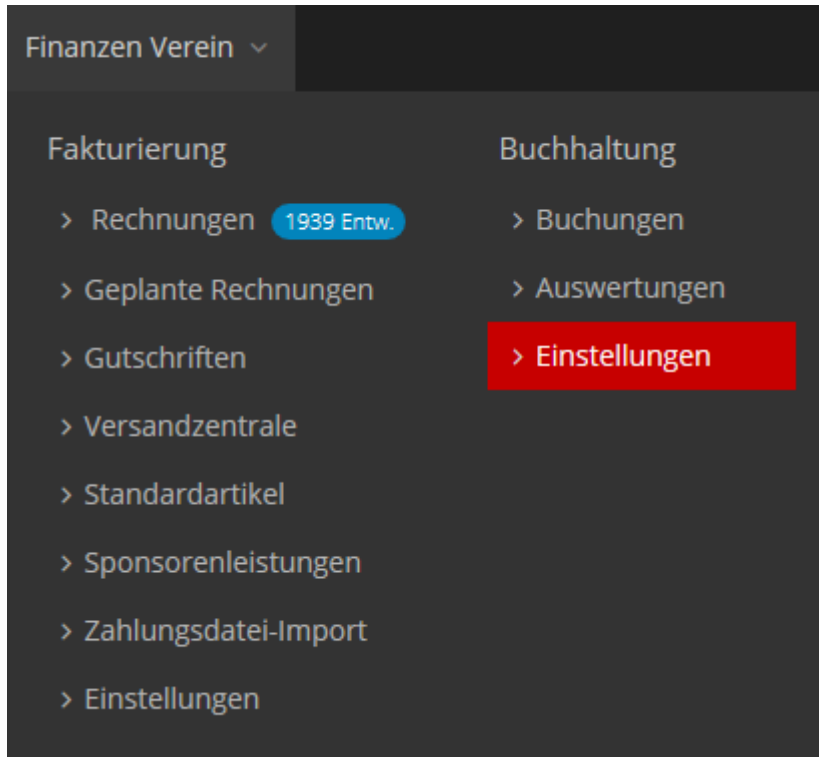 Finanzen Verein
Fakturierung
Rechnungen 1939 Entw.
Geplante Rechnungen
Gutschriften
Versandzentrale
Standardartikel
Sponsorenleistungen
Zahlungsdatei-Import
Einstellungen
Buchhaltung
Buchungen
Auswertungen
Einstellungen